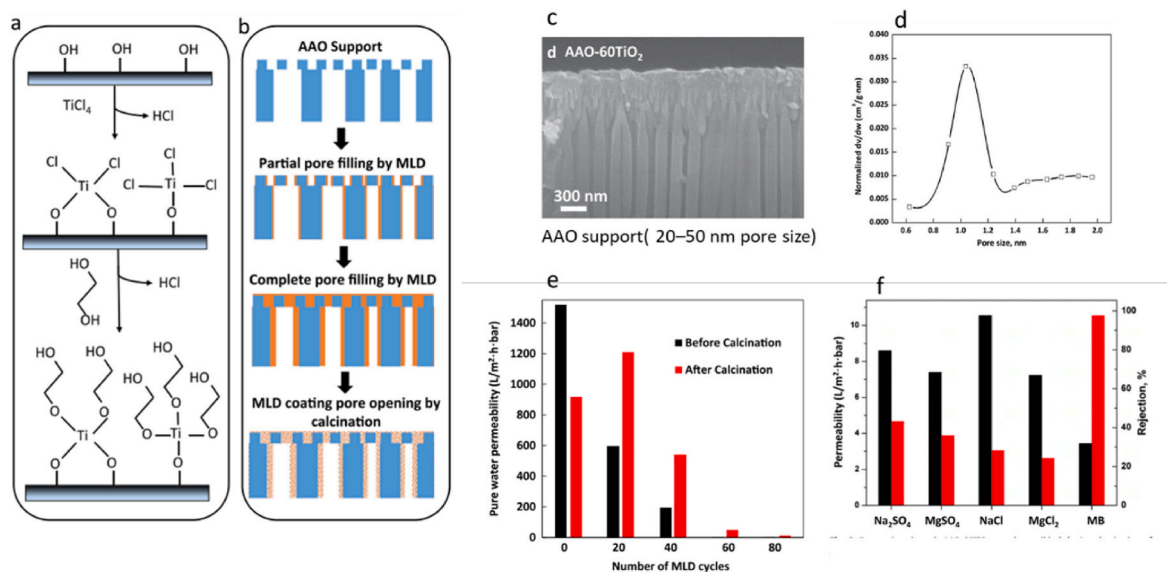 a
OH
OH
OH
TiCl4
HCl
Cl
Cl
Cl
Ti
Cl
Ti
Cl
O
O
O
HO
OH
HCl
HO
HO
HO
HO
HO
O
O
O
Ti
O
Ti
O
O
O
O
b
AAO Support
Partial pore filling by MLD
Complete pore filling by MLD
MLD coating pore opening by
calcination
c
d AAO-60TiO2
300 nm
AAO support( 20–50 nm pore size)
d
Normalized dv/dw (cm³/g·nm)
0.040
0.035
0.030
0.025
0.020
0.015
0.010
0.005
0.000
0.6 0.8 1.0 1.2 1.4 1.6 1.8 2.0
Pore size, nm
e
Pure water permeability (L/m²·h·bar)
1400
1200
1000
800
600
400
200
0
Before Calcination
After Calcination
0 20 40 60 80
Number of MLD cycles
f
Permeability (L/m²·h·bar)
10
8
6
4
2
0
100
80
60
40
20
0
Rejection, %
Na2SO4 MgSO4 NaCl MgCl2 MB